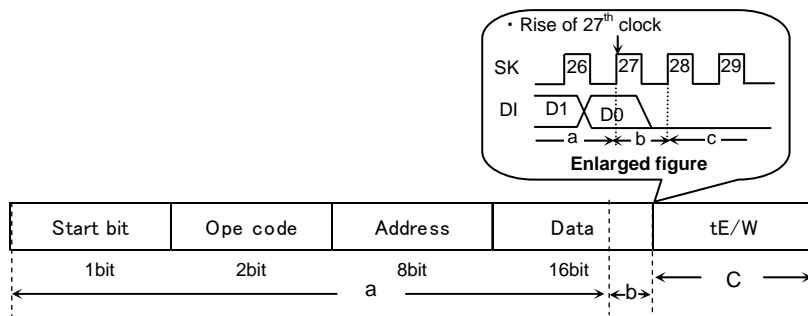 ・Rise of 27th clock
SK 26 27 28 29
DI D1 D0
a b c
Enlarged figure
Start bit Ope code Address Data tE/W
1bit 2bit 8bit 16bit
a b C